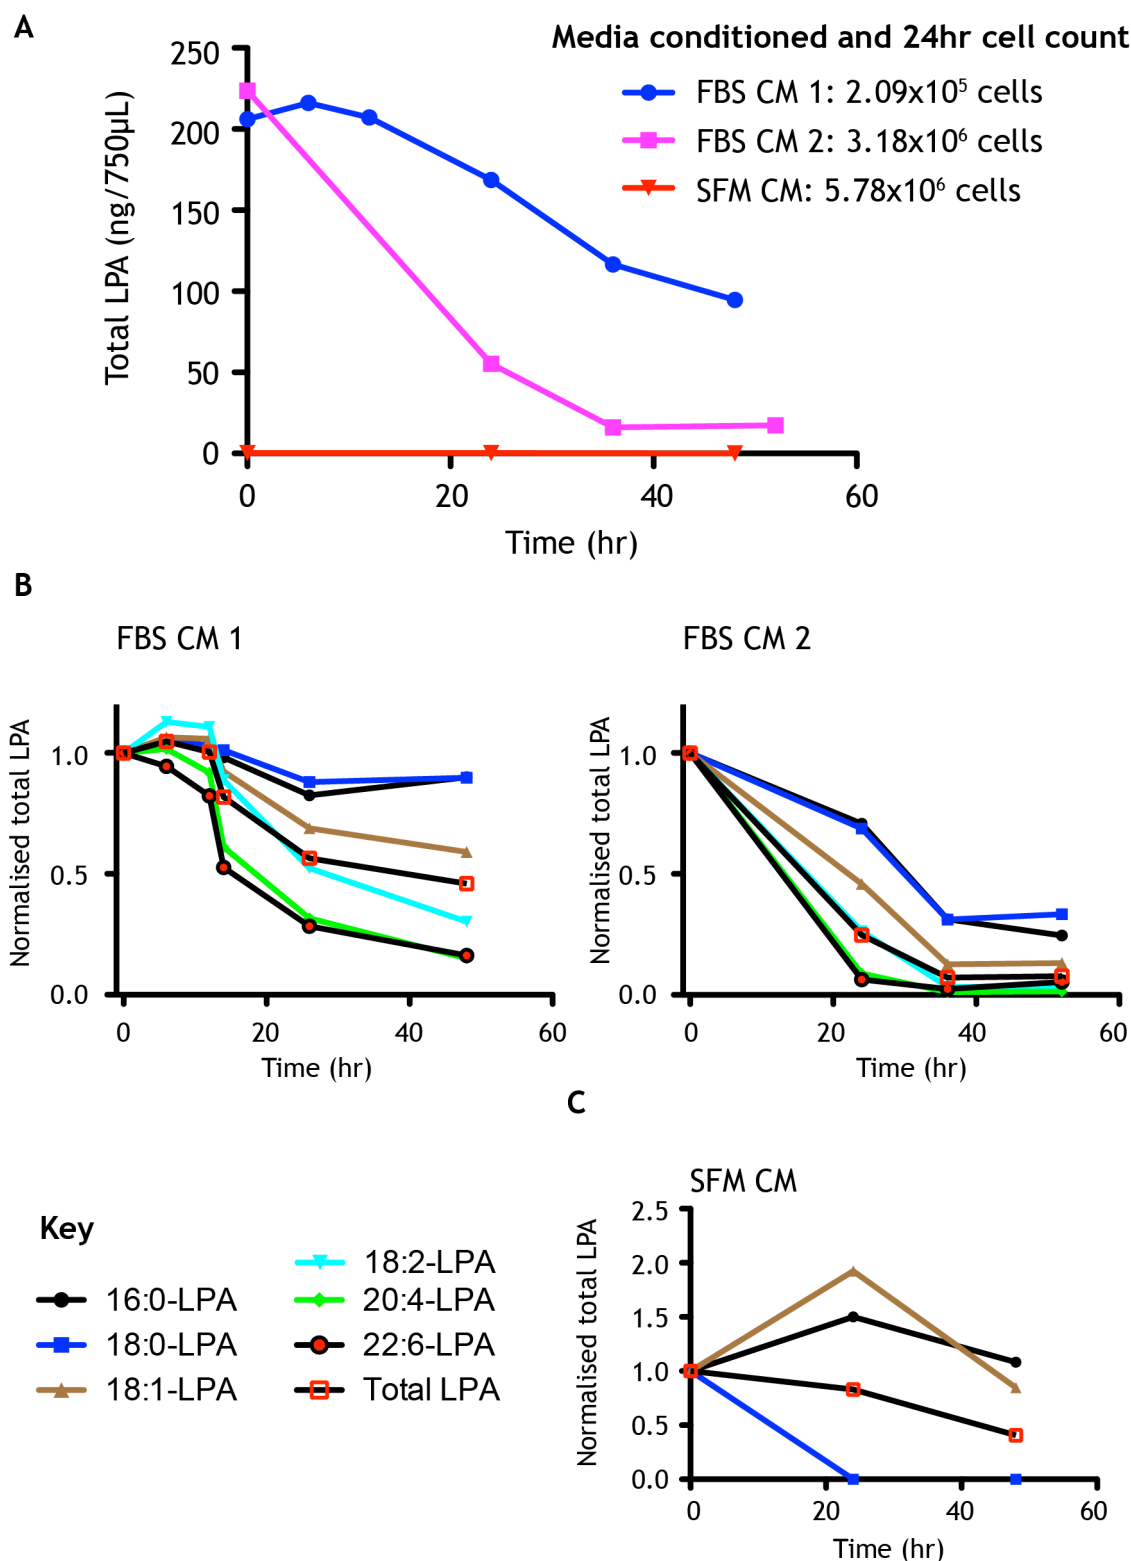 A
Media conditioned and 24hr cell count
FBS CM 1: 2.09x10⁵ cells
FBS CM 2: 3.18x10⁶ cells
SFM CM: 5.78x10⁶ cells
Total LPA (ng/750µL)
250
200
150
100
50
0
0 20 40 60
Time (hr)
B
FBS CM 1
Normalised total LPA
1.0
0.5
0.0
0 20 40 60
Time (hr)
FBS CM 2
Normalised total LPA
1.0
0.5
0.0
0 20 40 60
Time (hr)
C
SFM CM
Normalised total LPA
2.5
2.0
1.5
1.0
0.5
0.0
0 20 40 60
Time (hr)
Key
16:0-LPA
18:0-LPA
18:1-LPA
18:2-LPA
20:4-LPA
22:6-LPA
Total LPA